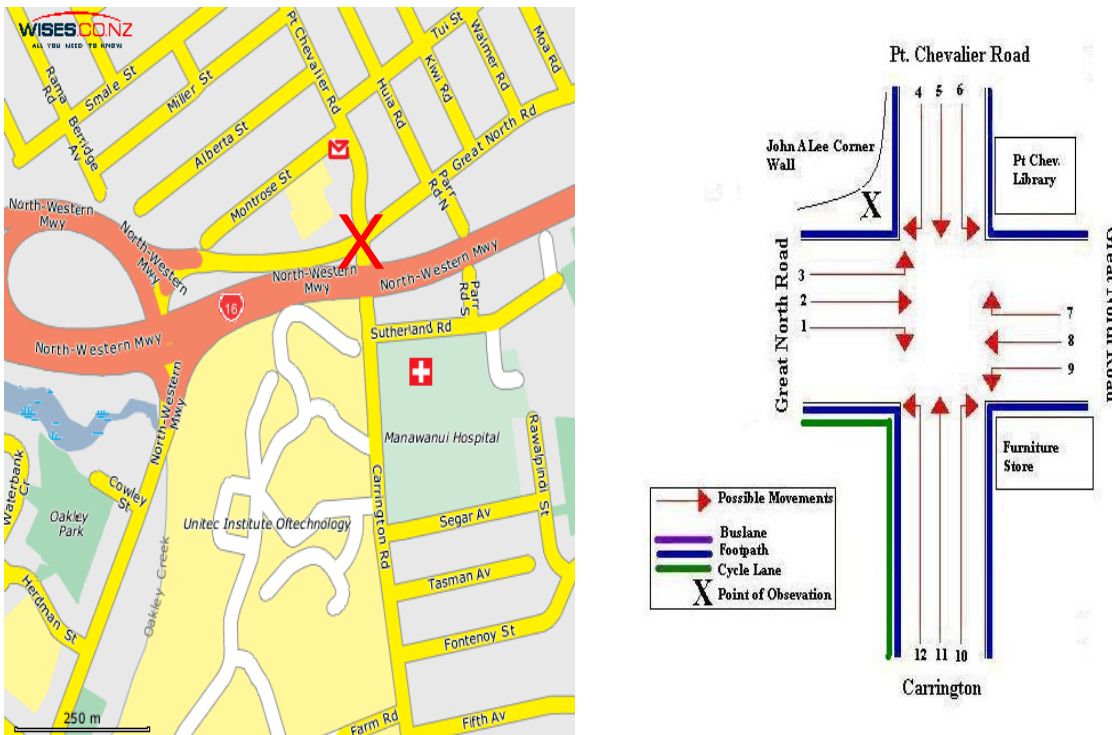 WISES.CO.NZ
ALL YOU NEED TO KNOW
Rama Rd
Smale St
Berridge Av
Miller St
Alberta St
Montrose St
Pt Chevalier Rd
Huia Rd
Kiwi Rd
Tui St
Walmer Rd
Moa Rd
Great North Rd
Parr Rd N
North-Western Mwy
North-Western Mwy
North-Western Mwy
North-Western Mwy
North-Western Mwy
North-Western Mwy
16
X
Parr Rd S
Sutherland Rd
Manawanui Hospital
Rawalpindi St
Carrington Rd
Segar Av
Tasman Av
Fontenoy St
Fifth Av
Farm Rd
Unitec Institute Oftechnology
Waterbank Cr
Cowley St
Oakley Park
Oakley Creek
Herdman St
250 m
Pt. Chevalier Road
4 5 6
John A Lee Corner
Wall
X
Pt Chev.
Library
Great North Road
3
2
1
7
8
9
Great North Road
Furniture
Store
12 11 10
Carrington
Possible Movements
Buslane
Footpath
Cycle Lane
X Point of Obsevation